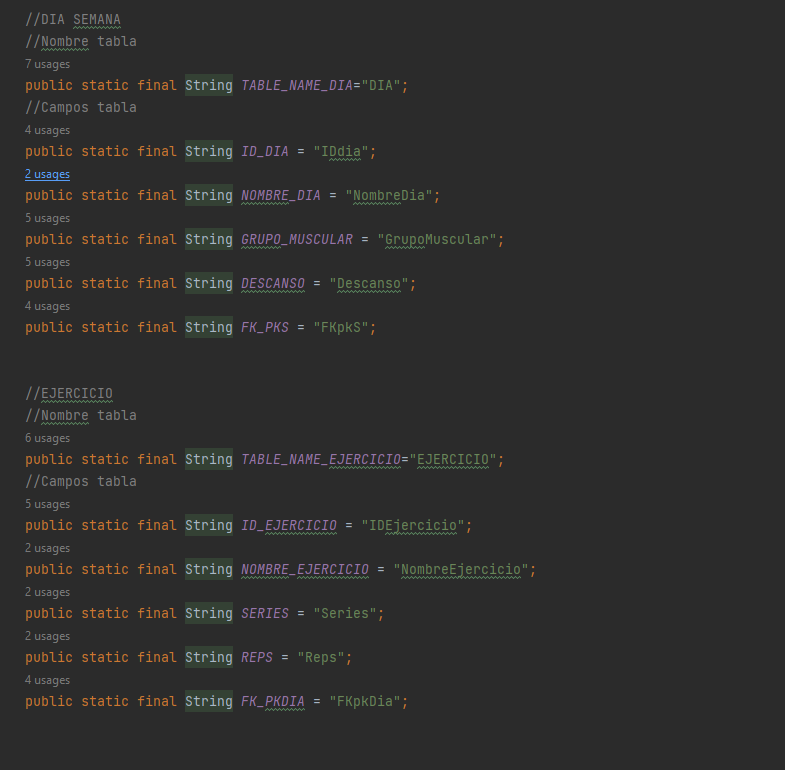 //DIA SEMANA
//Nombre tabla
7 usages
public static final String TABLE_NAME_DIA="DIA";
//Campos tabla
4 usages
public static final String ID_DIA = "IDdia";
2 usages
public static final String NOMBRE_DIA = "NombreDia";
5 usages
public static final String GRUPO_MUSCULAR = "GrupoMuscular";
5 usages
public static final String DESCANSO = "Descanso";
4 usages
public static final String FK_PKS = "FKpkS";
//EJERCICIO
//Nombre tabla
6 usages
public static final String TABLE_NAME_EJERCICIO="EJERCICIO";
//Campos tabla
5 usages
public static final String ID_EJERCICIO = "IDEjercicio";
2 usages
public static final String NOMBRE_EJERCICIO = "NombreEjercicio";
2 usages
public static final String SERIES = "Series";
2 usages
public static final String REPS = "Reps";
4 usages
public static final String FK_PKDIA = "FKpkDia";